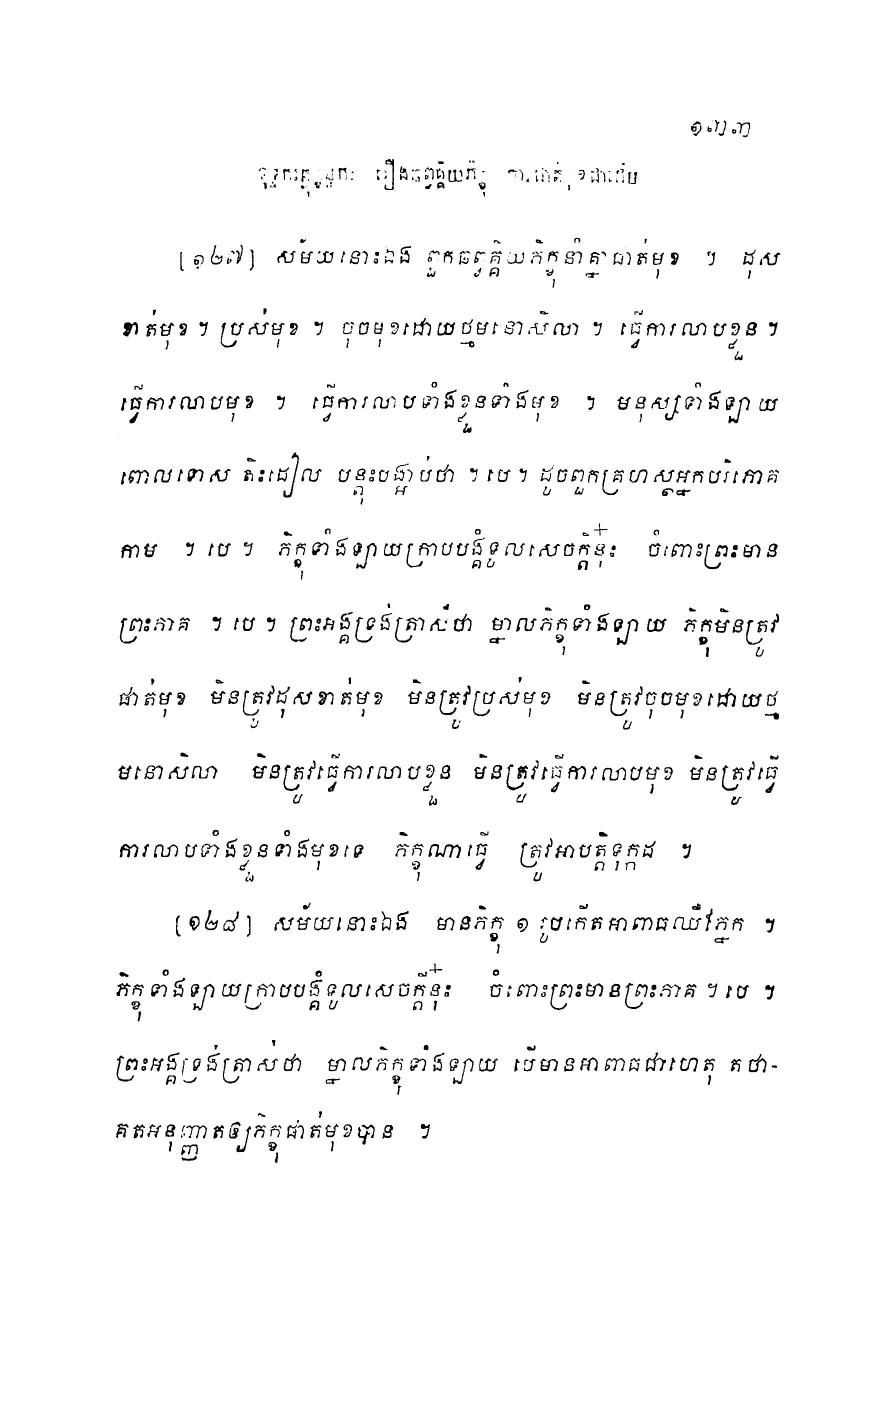 ១៣៣
ខុទ្ទកវត្ថុក្ខន្ធកៈ រឿងឆព្វគ្គិយភិក្ខុ ការផាត់មុខជាដើម
[១២៧] សម័យនោះឯង ពួកឆព្វគ្គិយភិក្ខុនាំគ្នាផាត់មុខ ។ ដុស
ខាត់មុខ ។ ប្រស់មុខ ។ ចុចមុខដោយថ្មមនោសិលា ។ ធ្វើការលាបខ្លួន ។
ធ្វើការលាបមុខ ។ ធ្វើការលាបទាំងខ្លួនទាំងមុខ ។ មនុស្សទាំងឡាយ
ពោលទោស តិះដៀល បន្តុះបង្អាប់ថា ។ បេ ។ ដូចពួកគ្រហស្ថអ្នកបរិភោគ
កាម ។ បេ ។ ភិក្ខុទាំងឡាយក្រាបបង្គំទូលសេចក្តីនុ៎ះ ចំពោះព្រះមាន
ព្រះភាគ ។ បេ ។ ព្រះអង្គទ្រង់ត្រាស់ថា ម្នាលភិក្ខុទាំងឡាយ ភិក្ខុមិនត្រូវ
ផាត់មុខ មិនត្រូវដុសខាត់មុខ មិនត្រូវប្រស់មុខ មិនត្រូវចុចមុខដោយថ្ម
មនោសិលា មិនត្រូវធ្វើការលាបខ្លួន មិនត្រូវធ្វើការលាបមុខ មិនត្រូវធ្វើ
ការលាបទាំងខ្លួនទាំងមុខទេ ភិក្ខុណាធ្វើ ត្រូវអាបត្តិទុក្កដ ។
[១២៨] សម័យនោះឯង មានភិក្ខុ ១ រូបកើតអាពាធឈឺភ្នែក ។
ភិក្ខុទាំងឡាយក្រាបបង្គំទូលសេចក្តីនុ៎ះ ចំពោះព្រះមានព្រះភាគ ។ បេ ។
ព្រះអង្គទ្រង់ត្រាស់ថា ម្នាលភិក្ខុទាំងឡាយ បើមានអាពាធជាហេតុ តថា-
គតអនុញ្ញាតឲ្យភិក្ខុផាត់មុខបាន ។